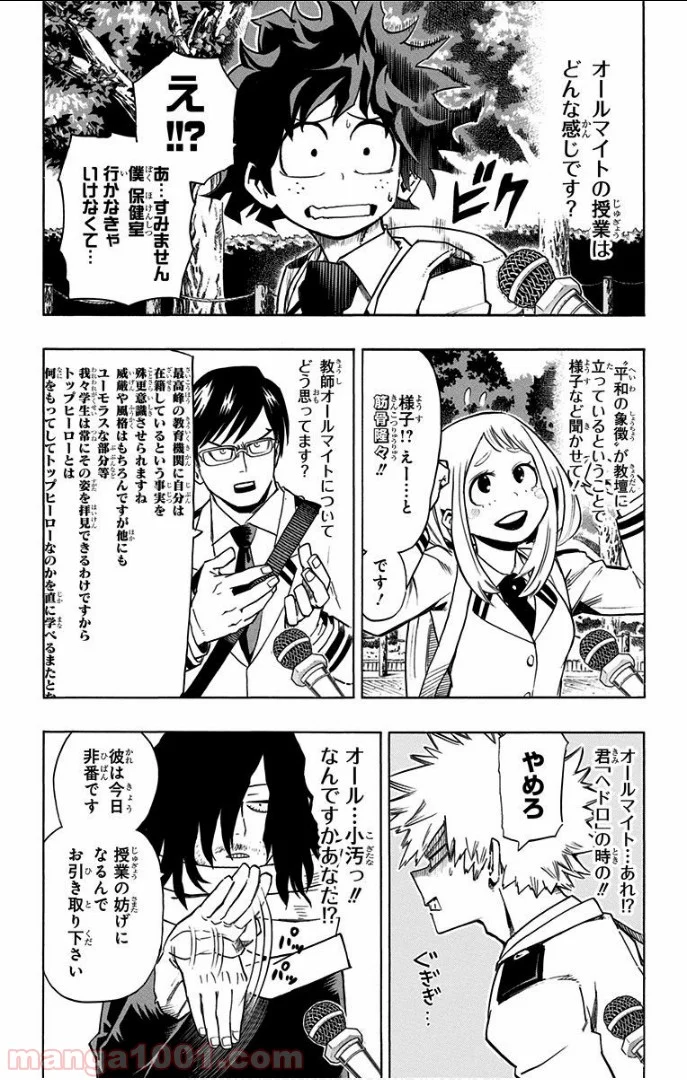 オールマイトの授業は
どんな感じです?
ビク
え!!?
あ…すみません
僕 保健室
行かなきゃ
いけなくて…
"平和の象徴"が教壇に
立っているということで
様子など聞かせて!
様子!? えー…と
筋骨隆々!!
です!
教師オールマイトについて
どう思ってます?
最高峰の教育機関に自分は
在籍しているという事実を
殊更意識させられますね
威厳や風格はもちろんですが他にも
ユーモラスな部分等
我々学生は常にその姿を拝見できるわけですから
トップヒーローとは
何をもってしてトップヒーローなのかを直に学べるまたとな
オールマイト…あれ!?
君「ヘドロ」の時の!!
やめろ
ぐぎぎ…
オール…小汚っ!!
なんですかあなだ!?
彼は今日
非番です
授業の妨げに
なるんで
お引き取り下さい
パッ
パッ
manga1001.com